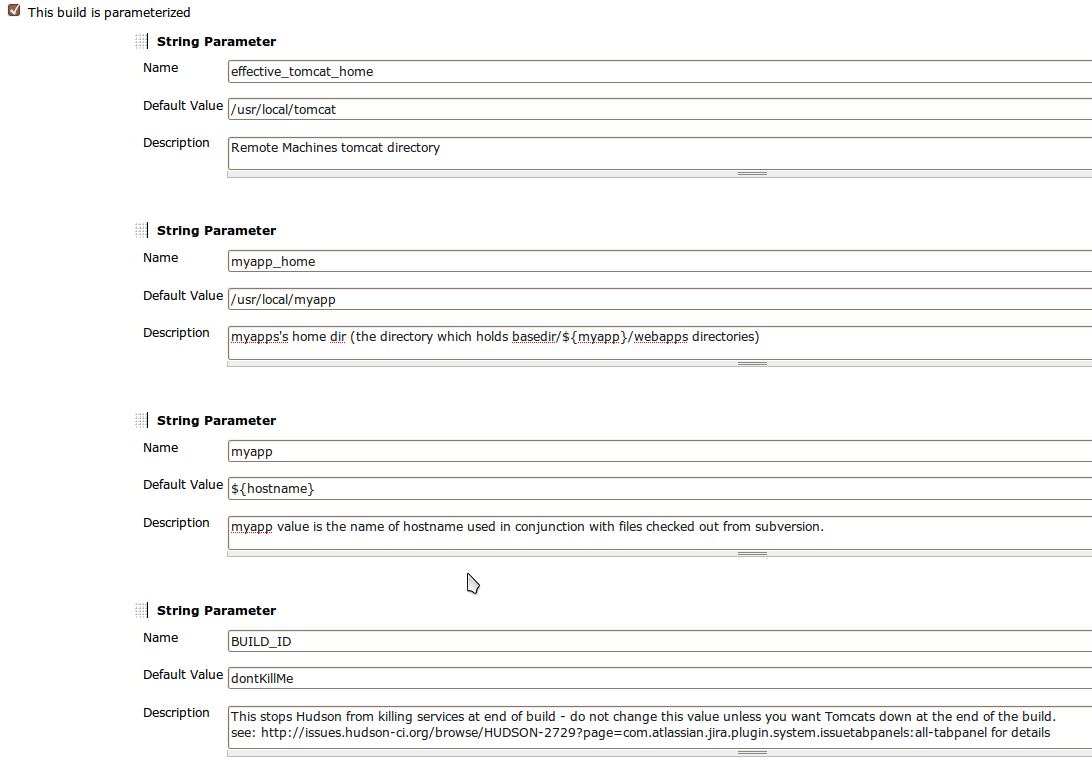 This build is parameterized
String Parameter
Name
effective_tomcat_home
Default Value
/usr/local/tomcat
Description
Remote Machines tomcat directory
String Parameter
Name
myapp_home
Default Value
/usr/local/myapp
Description
myapps's home dir (the directory which holds basedir/${myapp}/webapps directories)
String Parameter
Name
myapp
Default Value
${hostname}
Description
myapp value is the name of hostname used in conjunction with files checked out from subversion.
String Parameter
Name
BUILD_ID
Default Value
dontKillMe
Description
This stops Hudson from killing services at end of build - do not change this value unless you want Tomcats down at the end of the build.
see: http://issues.hudson-ci.org/browse/HUDSON-2729?page=com.atlassian.jira.plugin.system.issuetabpanels:all-tabpanel for details